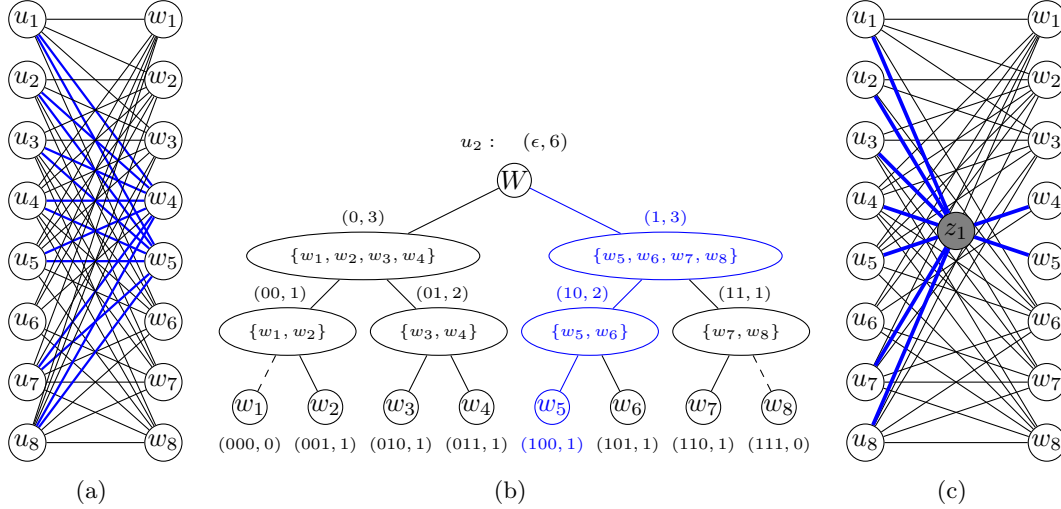 u₁ w₁
u₂ w₂
u₃ w₃
u₄ w₄
u₅ w₅
u₆ w₆
u₇ w₇
u₈ w₈
(a)
u₂ : (ϵ, 6)
W
(0, 3) (1, 3)
{w₁, w₂, w₃, w₄} {w₅, w₆, w₇, w₈}
(00, 1) (01, 2) (10, 2) (11, 1)
{w₁, w₂} {w₃, w₄} {w₅, w₆} {w₇, w₈}
w₁ w₂ w₃ w₄ w₅ w₆ w₇ w₈
(000, 0) (001, 1) (010, 1) (011, 1) (100, 1) (101, 1) (110, 1) (111, 0)
(b)
u₁ w₁
u₂ w₂
u₃ w₃
u₄ w₄
z₁
u₅ w₅
u₆ w₆
u₇ w₇
u₈ w₈
(c)